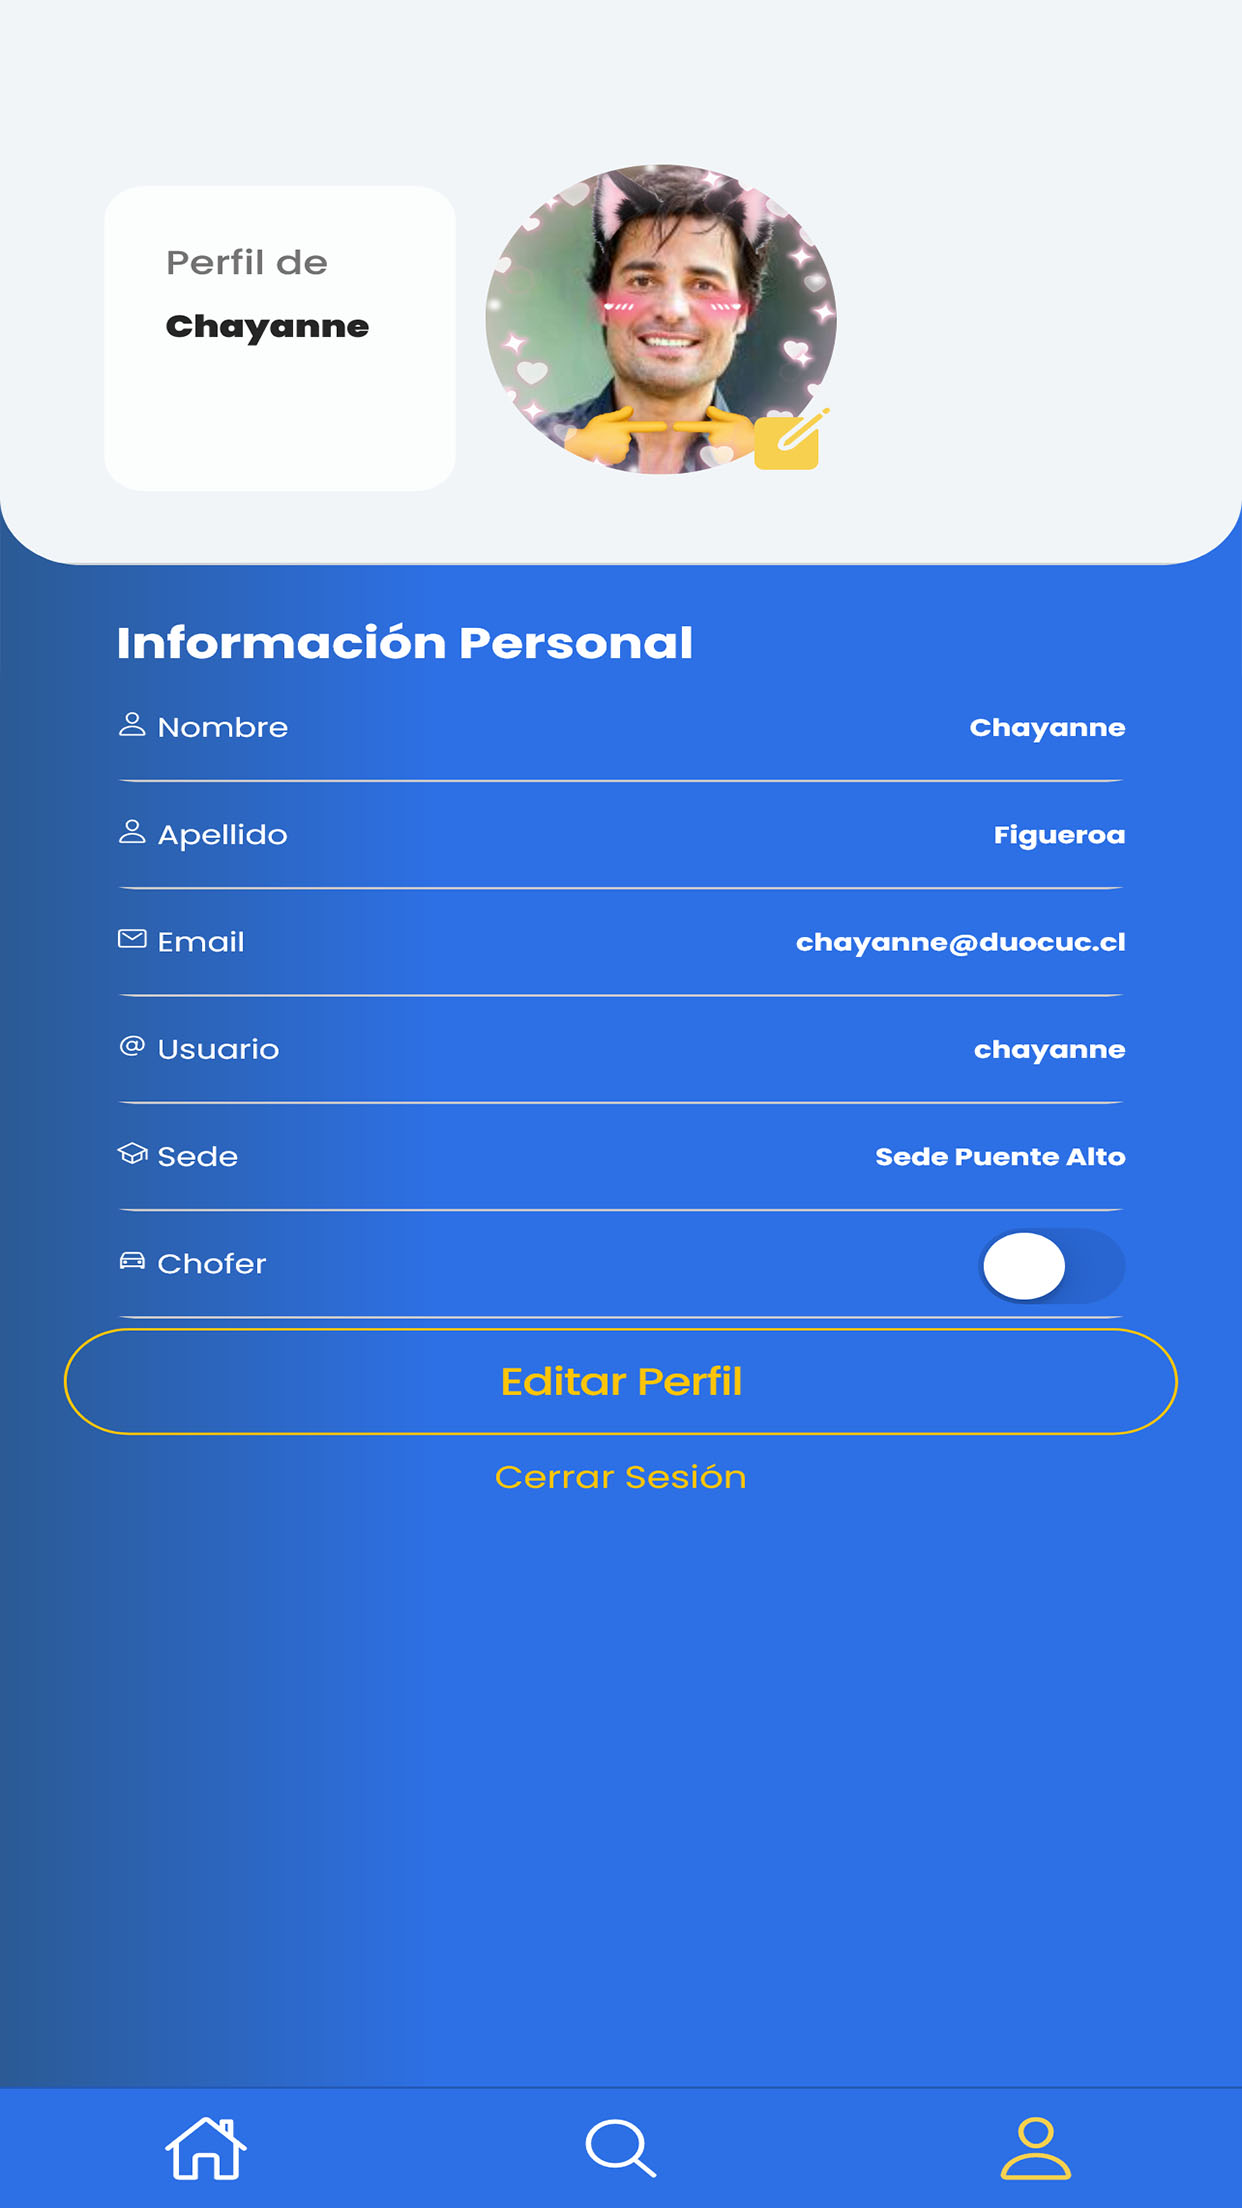 Perfil de
Chayanne
Información Personal
Nombre Chayanne
Apellido Figueroa
Email chayanne@duocuc.cl
Usuario chayanne
Sede Sede Puente Alto
Chofer
Editar Perfil
Cerrar Sesión